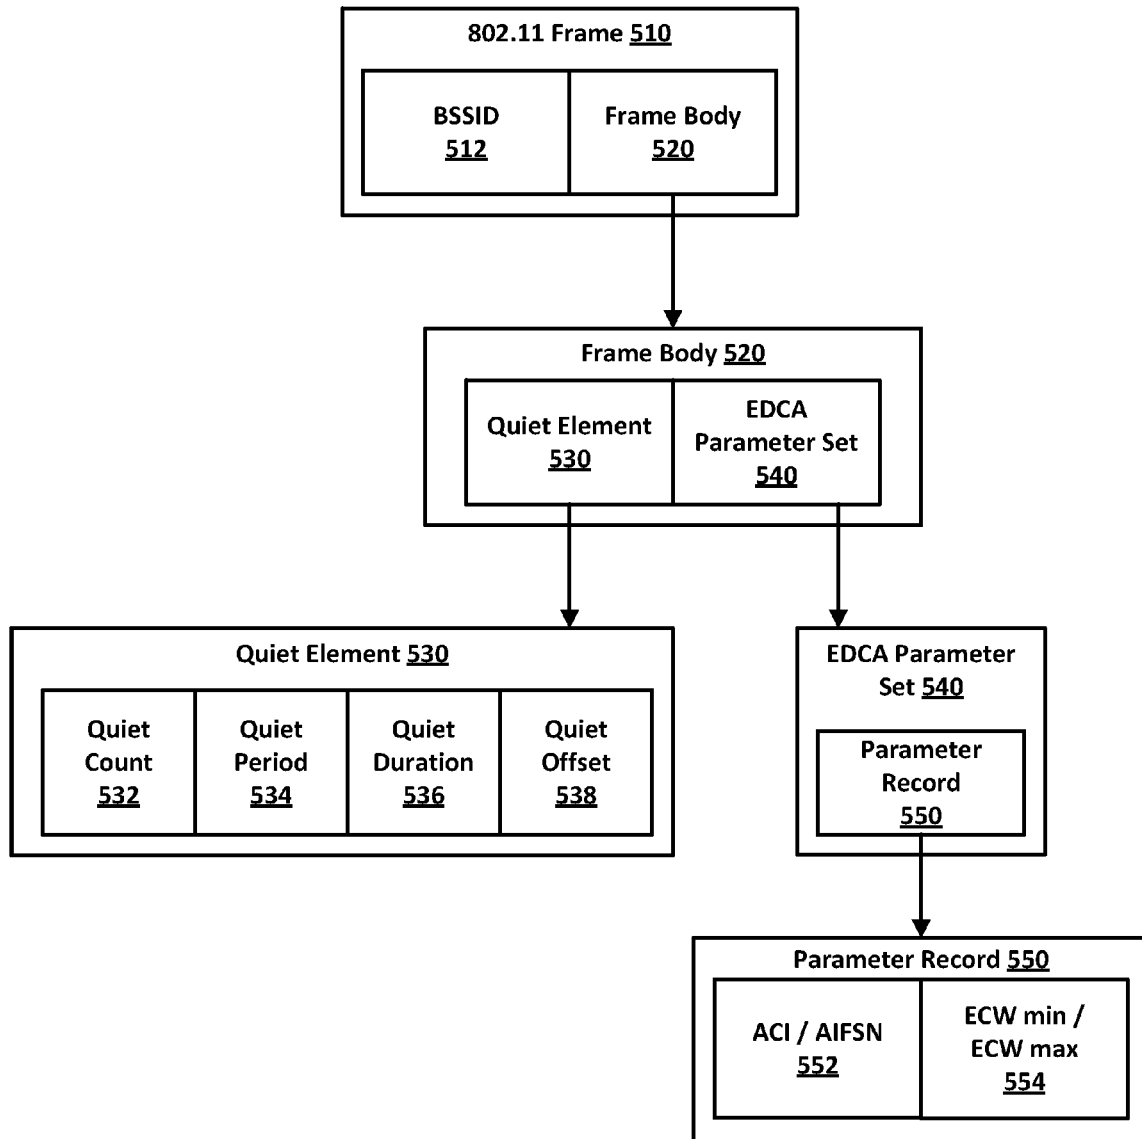 802.11 Frame 510
BSSID
512
Frame Body
520
Frame Body 520
Quiet Element
530
EDCA
Parameter Set
540
Quiet Element 530
Quiet
Count
532
Quiet
Period
534
Quiet
Duration
536
Quiet
Offset
538
EDCA Parameter
Set 540
Parameter
Record
550
Parameter Record 550
ACI / AIFSN
552
ECW min /
ECW max
554